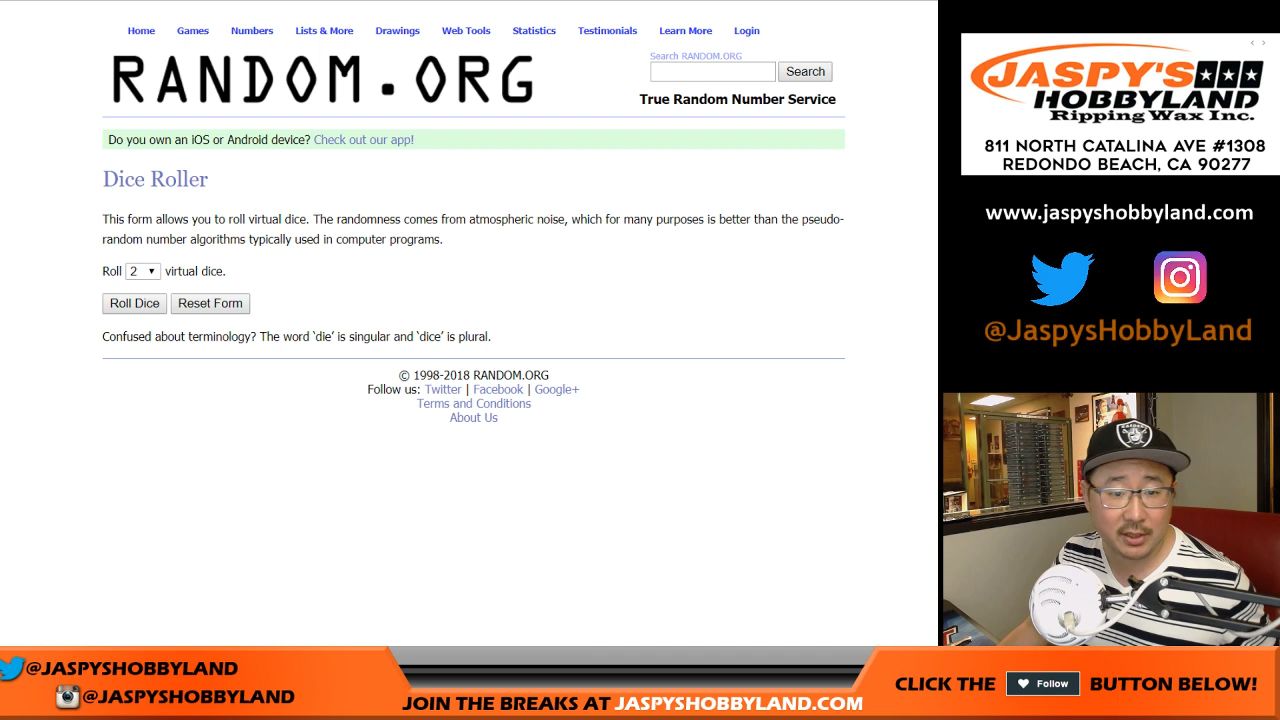 Home Games Numbers Lists & More Drawings Web Tools Statistics Testimonials Learn More Login
RANDOM.ORG
Search RANDOM.ORG
Search
True Random Number Service
Do you own an iOS or Android device? Check out our app!
Dice Roller
This form allows you to roll virtual dice. The randomness comes from atmospheric noise, which for many purposes is better than the pseudo-
random number algorithms typically used in computer programs.
Roll 2 virtual dice.
Roll Dice Reset Form
Confused about terminology? The word ‘die’ is singular and ‘dice’ is plural.
© 1998-2018 RANDOM.ORG
Follow us: Twitter | Facebook | Google+
Terms and Conditions
About Us
JASPY'S
HOBBYLAND
Ripping Wax Inc.
811 NORTH CATALINA AVE #1308
REDONDO BEACH, CA 90277
www.jaspyshobbyland.com
@JaspysHobbyLand
RAIDERS
@JASPYSHOBBYLAND
@JASPYSHOBBYLAND
JOIN THE BREAKS AT JASPYSHOBBYLAND.COM
CLICK THE Follow BUTTON BELOW!